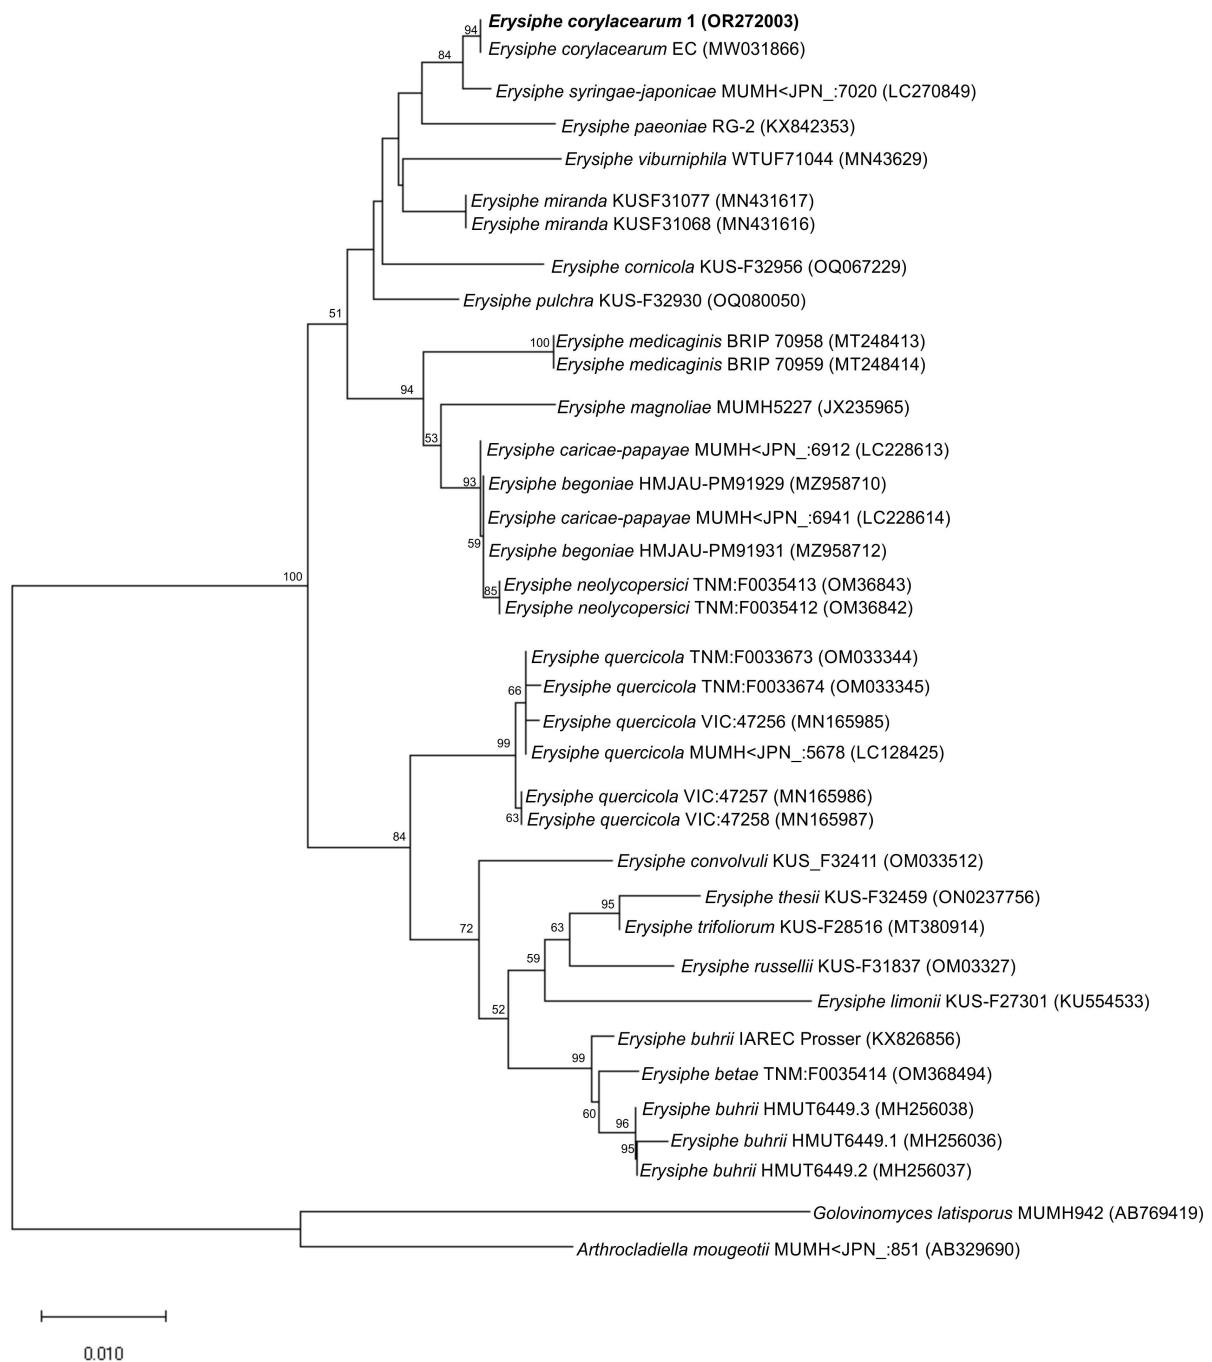 Erysiphe corylacearum 1 (OR272003)
94
Erysiphe corylacearum EC (MW031866)
84
Erysiphe syringae-japonicae MUMH<JPN_:7020 (LC270849)
Erysiphe paeoniae RG-2 (KX842353)
Erysiphe viburniphila WTUF71044 (MN43629)
Erysiphe miranda KUSF31077 (MN431617)
Erysiphe miranda KUSF31068 (MN431616)
Erysiphe cornicola KUS-F32956 (OQ067229)
Erysiphe pulchra KUS-F32930 (OQ080050)
51
100 Erysiphe medicaginis BRIP 70958 (MT248413)
Erysiphe medicaginis BRIP 70959 (MT248414)
94
Erysiphe magnoliae MUMH5227 (JX235965)
53
Erysiphe caricae-papayae MUMH<JPN_:6912 (LC228613)
93 Erysiphe begoniae HMJAU-PM91929 (MZ958710)
Erysiphe caricae-papayae MUMH<JPN_:6941 (LC228614)
59 Erysiphe begoniae HMJAU-PM91931 (MZ958712)
100
Erysiphe neolycopersici TNM:F0035413 (OM36843)
85
Erysiphe neolycopersici TNM:F0035412 (OM36842)
Erysiphe quercicola TNM:F0033673 (OM033344)
66 Erysiphe quercicola TNM:F0033674 (OM033345)
Erysiphe quercicola VIC:47256 (MN165985)
99
Erysiphe quercicola MUMH<JPN_:5678 (LC128425)
Erysiphe quercicola VIC:47257 (MN165986)
63 Erysiphe quercicola VIC:47258 (MN165987)
84
Erysiphe convolvuli KUS_F32411 (OM033512)
Erysiphe thesii KUS-F32459 (ON0237756)
95
Erysiphe trifoliorum KUS-F28516 (MT380914)
72
63
59
Erysiphe russellii KUS-F31837 (OM03327)
Erysiphe limonii KUS-F27301 (KU554533)
52
Erysiphe buhrii IAREC Prosser (KX826856)
99
Erysiphe betae TNM:F0035414 (OM368494)
60 Erysiphe buhrii HMUT6449.3 (MH256038)
96
Erysiphe buhrii HMUT6449.1 (MH256036)
95
Erysiphe buhrii HMUT6449.2 (MH256037)
Golovinomyces latisporus MUMH942 (AB769419)
Arthrocladiella mougeotii MUMH<JPN_:851 (AB329690)
0.010